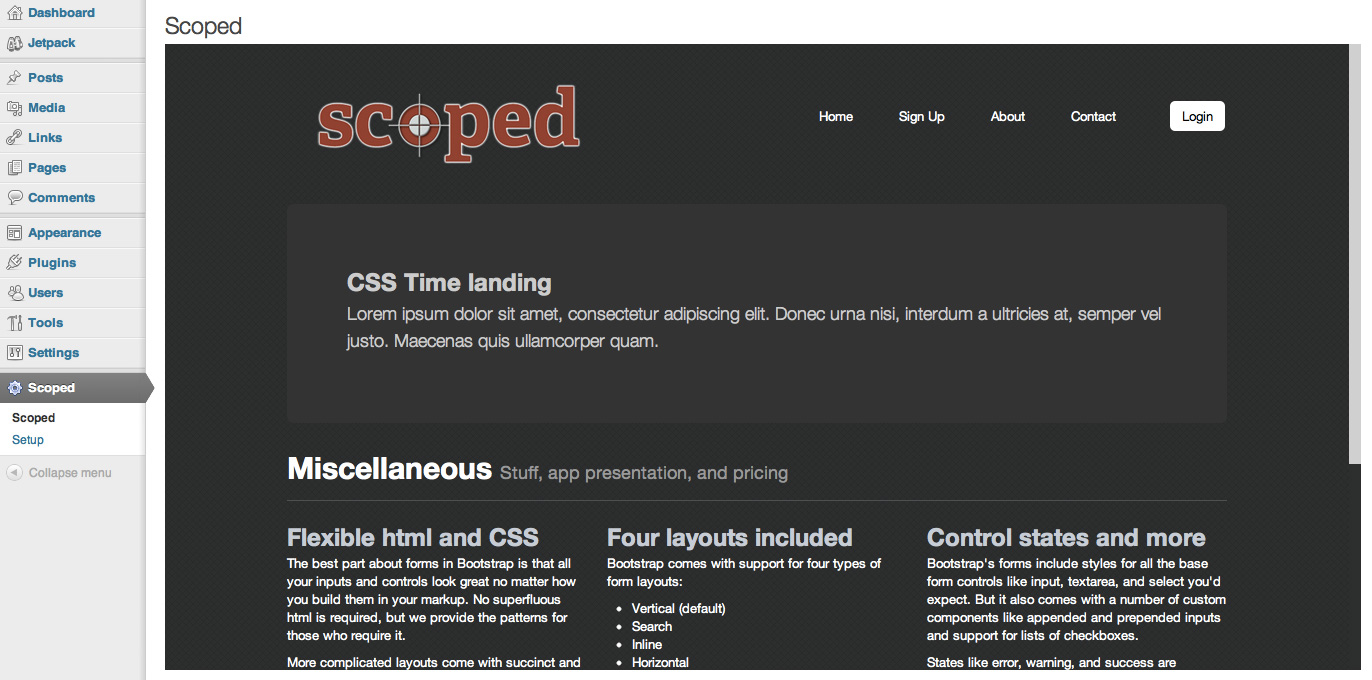 Dashboard
Jetpack
Posts
Media
Links
Pages
Comments
Appearance
Plugins
Users
Tools
Settings
Scoped
Scoped
Setup
Collapse menu
Scoped
scoped
Home
Sign Up
About
Contact
Login
CSS Time landing
Lorem ipsum dolor sit amet, consectetur adipiscing elit. Donec urna nisi, interdum a ultricies at, semper vel
justo. Maecenas quis ullamcorper quam.
Miscellaneous Stuff, app presentation, and pricing
Flexible html and CSS
The best part about forms in Bootstrap is that all
your inputs and controls look great no matter how
you build them in your markup. No superfluous
html is required, but we provide the patterns for
those who require it.
More complicated layouts come with succinct and
Four layouts included
Bootstrap comes with support for four types of
form layouts:
• Vertical (default)
• Search
• Inline
• Horizontal
Control states and more
Bootstrap's forms include styles for all the base
form controls like input, textarea, and select you'd
expect. But it also comes with a number of custom
components like appended and prepended inputs
and support for lists of checkboxes.
States like error, warning, and success are